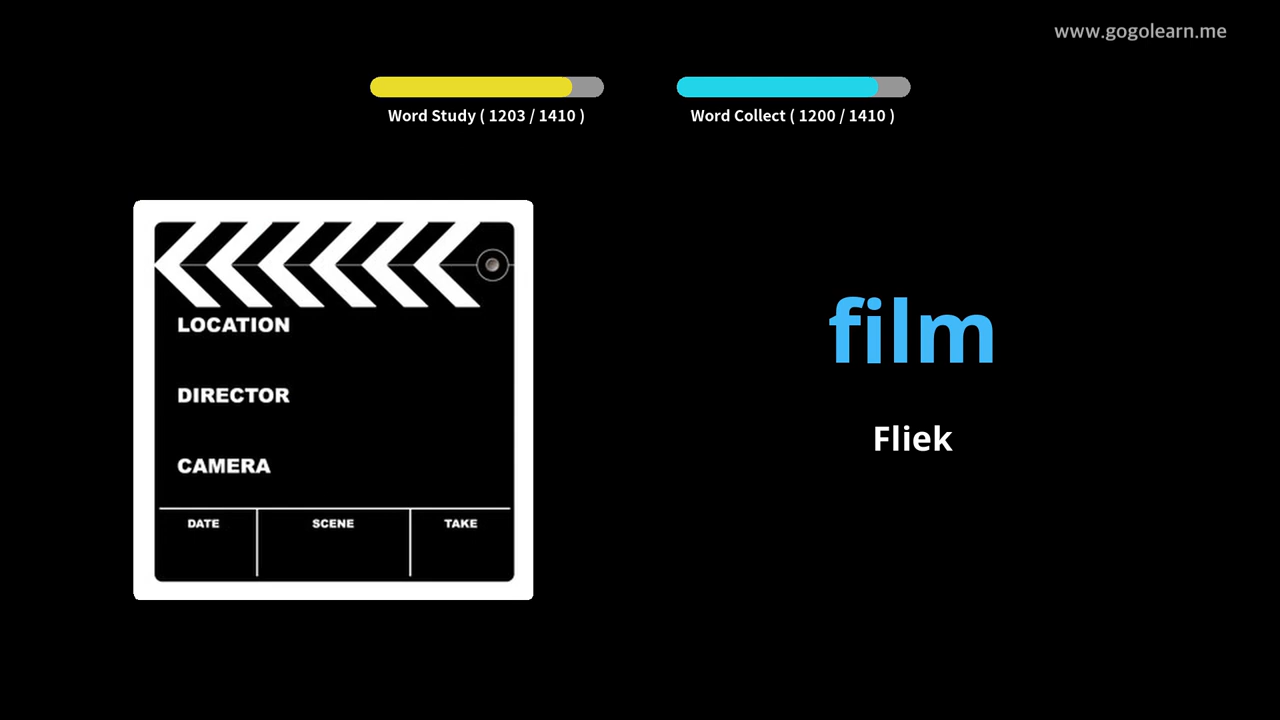 www.gogolearn.me
Word Study ( 1203 / 1410 )
Word Collect ( 1200 / 1410 )
LOCATION
DIRECTOR
CAMERA
DATE
SCENE
TAKE
film
Fliek